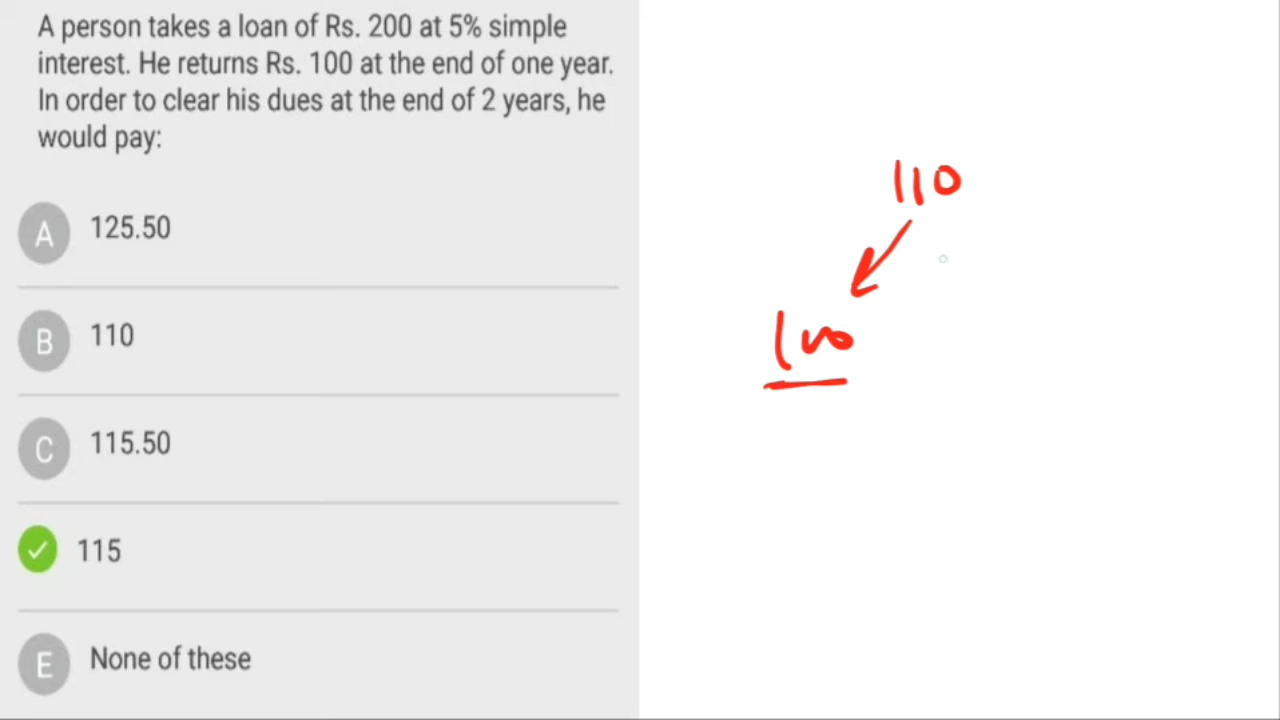 A person takes a loan of Rs. 200 at 5% simple
interest. He returns Rs. 100 at the end of one year.
In order to clear his dues at the end of 2 years, he
would pay:
A 125.50
B 110
C 115.50
115
E None of these
110
100